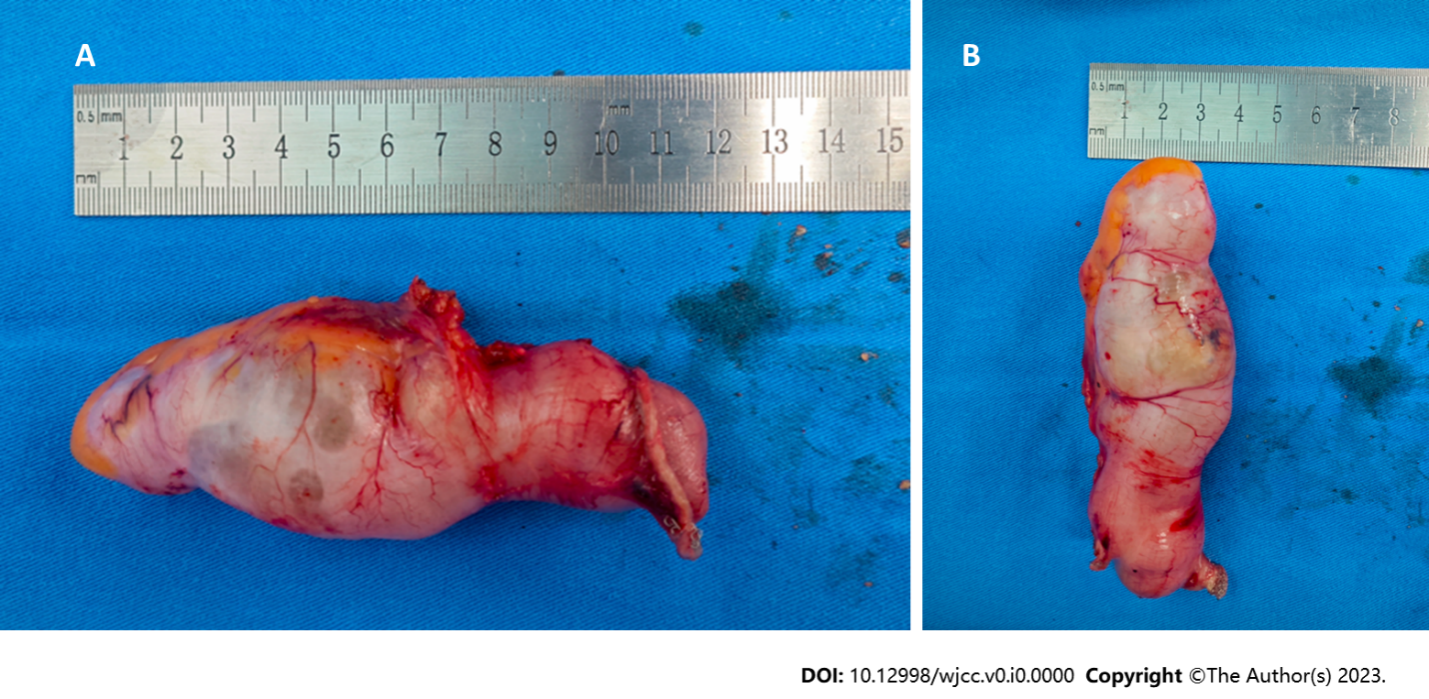 A
B
0.5 mm
mm
1 2 3 4 5 6 7 8 9 10 11 12 13 14 15
mm
0.5 mm
1 2 3 4 5 6 7 8
mm
DOI: 10.12998/wjcc.v0.i0.0000 Copyright ©The Author(s) 2023.